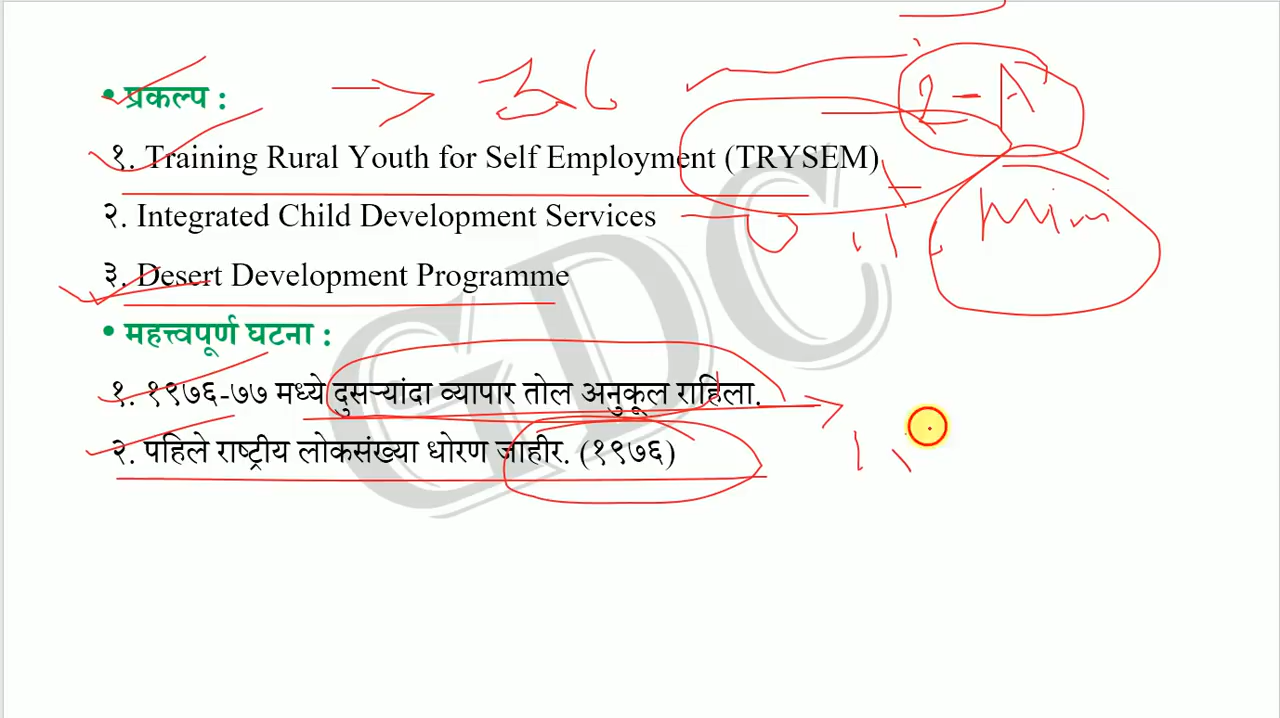 • प्रकल्प :
१. Training Rural Youth for Self Employment (TRYSEM)
२. Integrated Child Development Services
३. Desert Development Programme
• महत्त्वपूर्ण घटना :
१. १९७६-७७ मध्ये दुसऱ्यांदा व्यापार तोल अनुकूल राहिला.
२. पहिले राष्ट्रीय लोकसंख्या धोरण जाहीर. (१९७६)
GDC